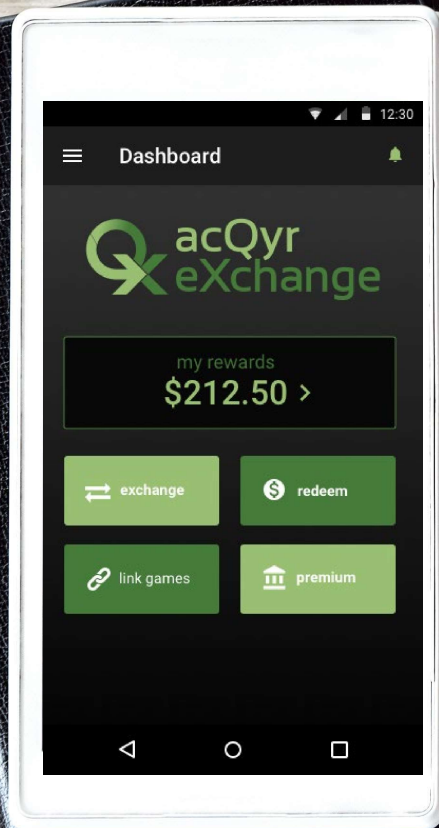 12:30
Dashboard
acQyr
eXchange
my rewards
$212.50 >
exchange
redeem
link games
premium